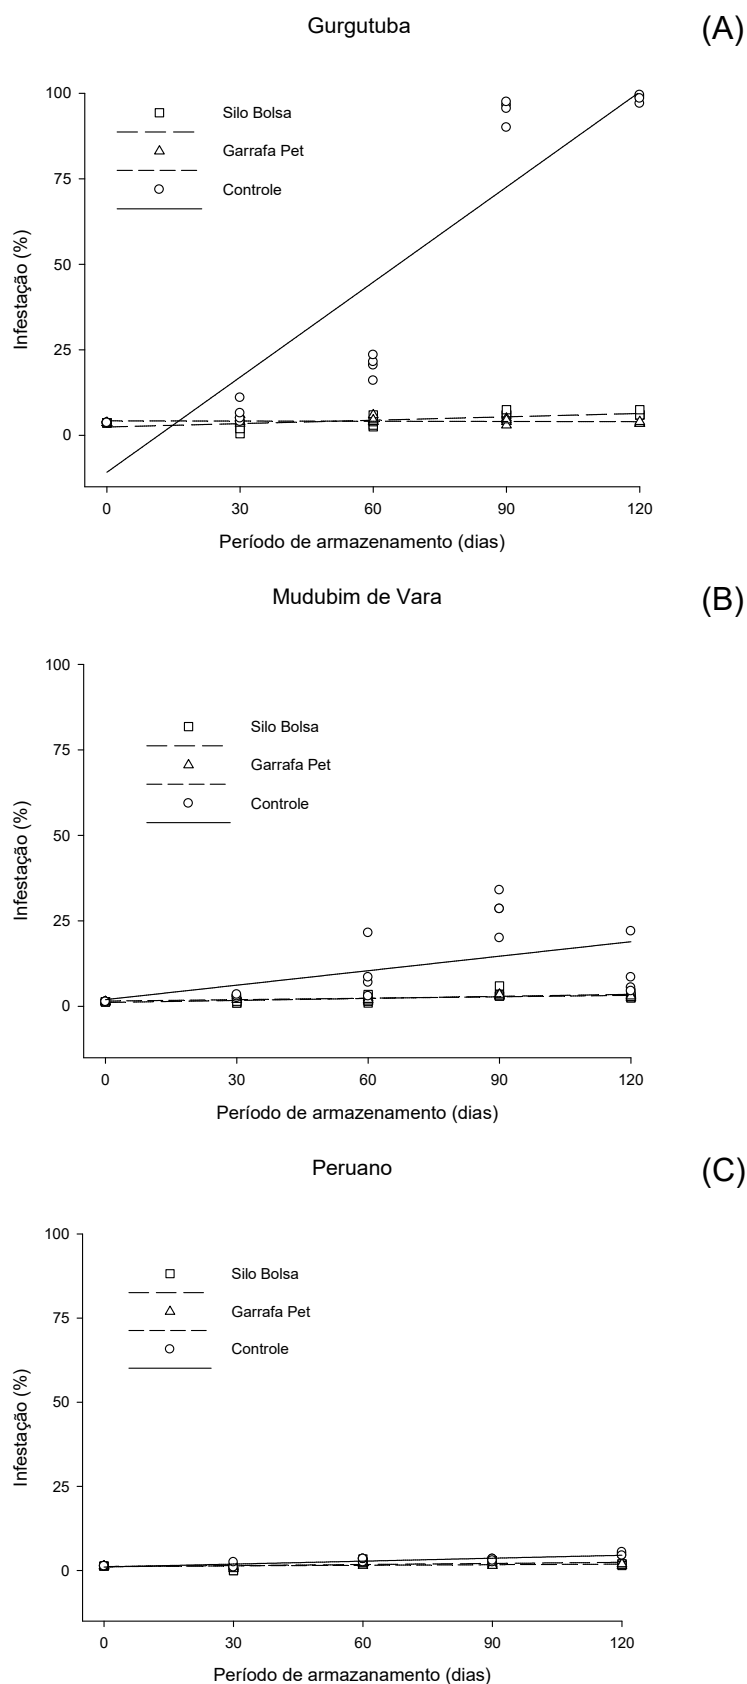 Gurgutuba
(A)
100
75
50
25
0
Infestação (%)
Silo Bolsa
Garrafa Pet
Controle
0 30 60 90 120
Período de armazenamento (dias)
Mudubim de Vara
(B)
100
75
50
25
0
Infestação (%)
Silo Bolsa
Garrafa Pet
Controle
0 30 60 90 120
Período de armazenamento (dias)
Peruano
(C)
100
75
50
25
0
Infestação (%)
Silo Bolsa
Garrafa Pet
Controle
0 30 60 90 120
Período de armazanamento (dias)